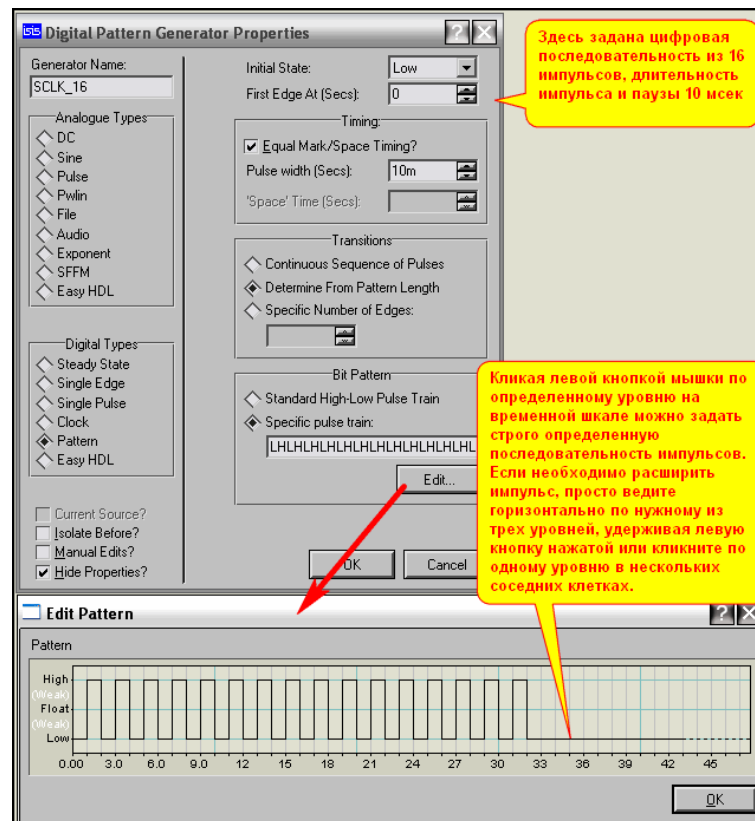 isis Digital Pattern Generator Properties
Generator Name:
SCLK_16
Analogue Types
DC
Sine
Pulse
Pwlin
File
Audio
Exponent
SFFM
Easy HDL
Digital Types
Steady State
Single Edge
Single Pulse
Clock
Pattern
Easy HDL
Current Source?
Isolate Before?
Manual Edits?
Hide Properties?
Initial State:
Low
First Edge At (Secs):
0
Timing:
Equal Mark/Space Timing?
Pulse width (Secs):
10m
'Space' Time (Secs):
Transitions
Continuous Sequence of Pulses
Determine From Pattern Length
Specific Number of Edges:
Bit Pattern
Standard High-Low Pulse Train
Specific pulse train:
LHLHLHLHLHLHLHLHLHLHLHLHL
Edit...
OK
Cancel
Здесь задана цифровая
последовательность из 16
импульсов, длительность
импульса и паузы 10 мсек
Кликая левой кнопкой мышки по
определенному уровню на
временной шкале можно задать
строго определенную
последовательность импульсов.
Если необходимо расширить
импульс, просто ведите
горизонтально по нужному из
трех уровней, удерживая левую
кнопку нажатой или кликните по
одному уровню в нескольких
соседних клетках.
Edit Pattern
Pattern
High
(Weak)
Float
(Weak)
Low
0.00 3.0 6.0 9.0 12 15 18 21 24 27 30 33 36 39 42 45
OK